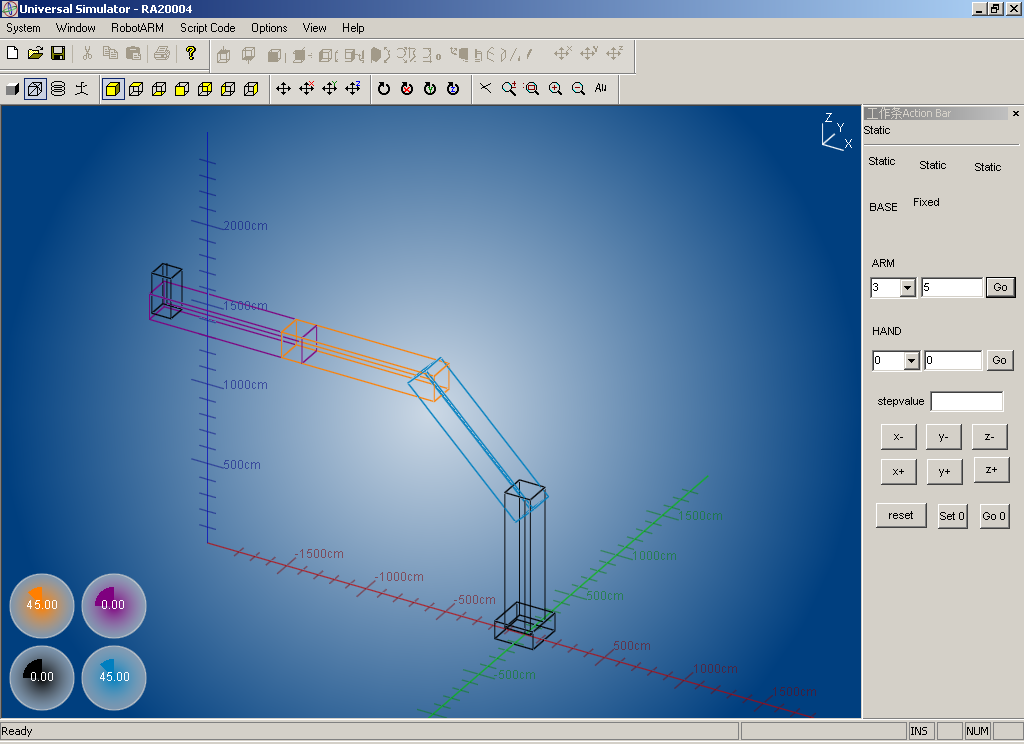 Universal Simulator - RA20004
System Window RobotARM Script Code Options View Help
All
Z
Y
X
工作条Action Bar
Static
Static Static Static
BASE Fixed
ARM
3 5 Go
HAND
0 0 Go
stepvalue
x- y- z-
x+ y+ z+
reset Set 0 Go 0
2000cm
1500cm
1000cm
500cm
-1500cm
-1000cm
-500cm
500cm
1000cm
1500cm
1500cm
1000cm
500cm
-500cm
45.00 0.00
0.00 45.00
Ready INS NUM